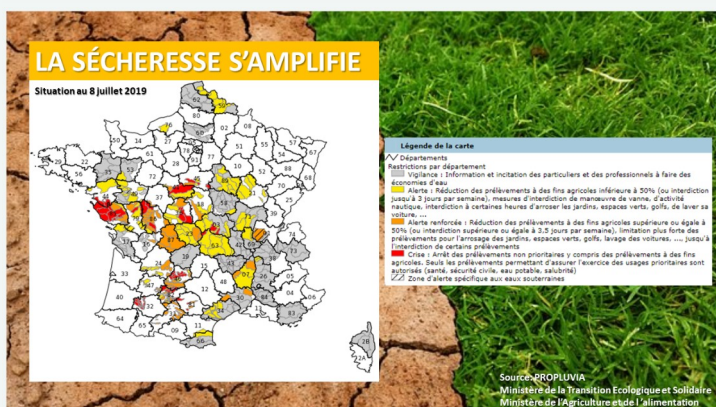 LA SÉCHERESSE S'AMPLIFIE
Situation au 8 juillet 2019
Légende de la carte
Départements
Restrictions par département
Vigilance : Information et incitation des particuliers et des professionnels à faire des
économies d'eau
Alerte : Réduction des prélèvements à des fins agricoles inférieure à 50% (ou interdiction
jusqu'à 3 jours par semaine), mesures d'interdiction de manœuvre de vanne, d'activité
nautique, interdiction à certaines heures d'arroser les jardins, espaces verts, golfs, de laver sa
voiture, ...
Alerte renforcée : Réduction des prélèvements à des fins agricoles supérieure ou égale à
50% (ou interdiction supérieure ou égale à 3,5 jours par semaine), limitation plus forte des
prélèvements pour l'arrosage des jardins, espaces verts, golfs, lavage des voitures, ..., jusqu'à
l'interdiction de certains prélèvements
Crise : Arrêt des prélèvements non prioritaires y compris des prélèvements à des fins
agricoles. Seuls les prélèvements permettant d'assurer l'exercice des usages prioritaires sont
autorisés (santé, sécurité civile, eau potable, salubrité)
Zone d'alerte spécifique aux eaux souterraines
Source: PROPLUVIA
Ministère de la Transition Ecologique et Solidaire
Ministère de l'Agriculture et de l'alimentation